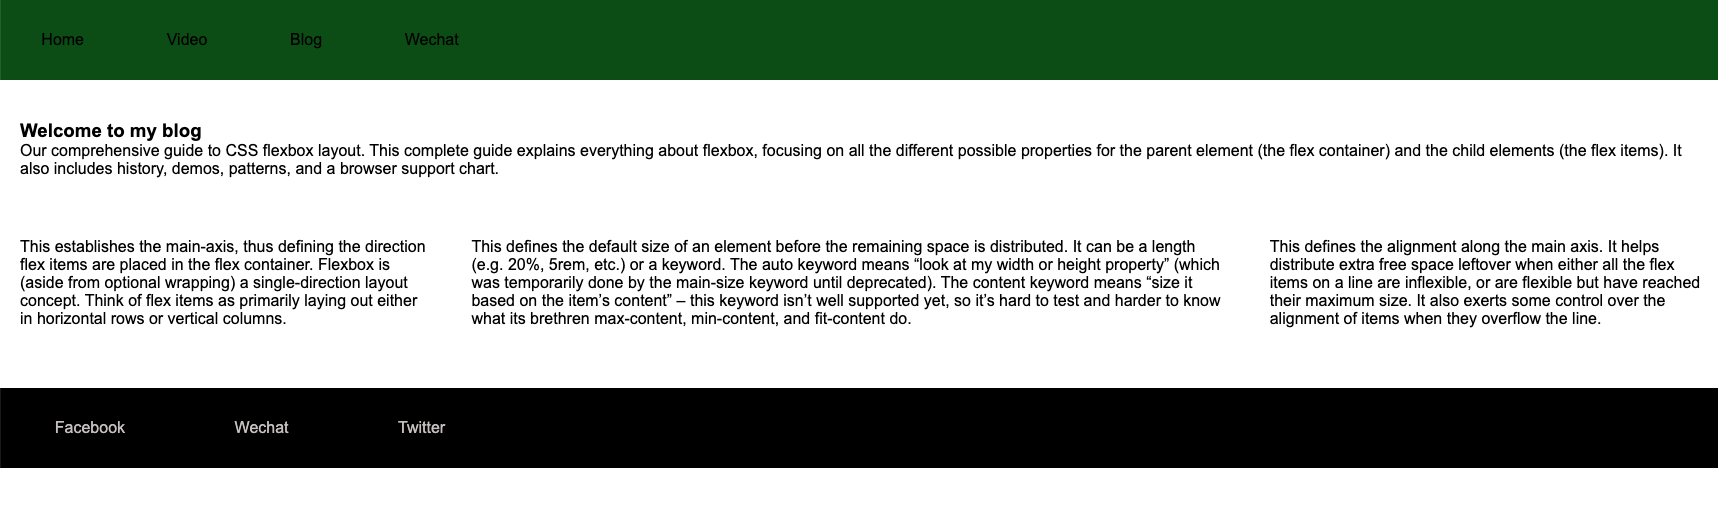 Home Video Blog Wechat
Welcome to my blog
Our comprehensive guide to CSS flexbox layout. This complete guide explains everything about flexbox, focusing on all the different possible properties for the parent element (the flex container) and the child elements (the flex items). It
also includes history, demos, patterns, and a browser support chart.
This establishes the main-axis, thus defining the direction
flex items are placed in the flex container. Flexbox is
(aside from optional wrapping) a single-direction layout
concept. Think of flex items as primarily laying out either
in horizontal rows or vertical columns.
This defines the default size of an element before the remaining space is distributed. It can be a length
(e.g. 20%, 5rem, etc.) or a keyword. The auto keyword means “look at my width or height property” (which
was temporarily done by the main-size keyword until deprecated). The content keyword means “size it
based on the item’s content” – this keyword isn’t well supported yet, so it’s hard to test and harder to know
what its brethren max-content, min-content, and fit-content do.
This defines the alignment along the main axis. It helps
distribute extra free space leftover when either all the flex
items on a line are inflexible, or are flexible but have reached
their maximum size. It also exerts some control over the
alignment of items when they overflow the line.
Facebook Wechat Twitter